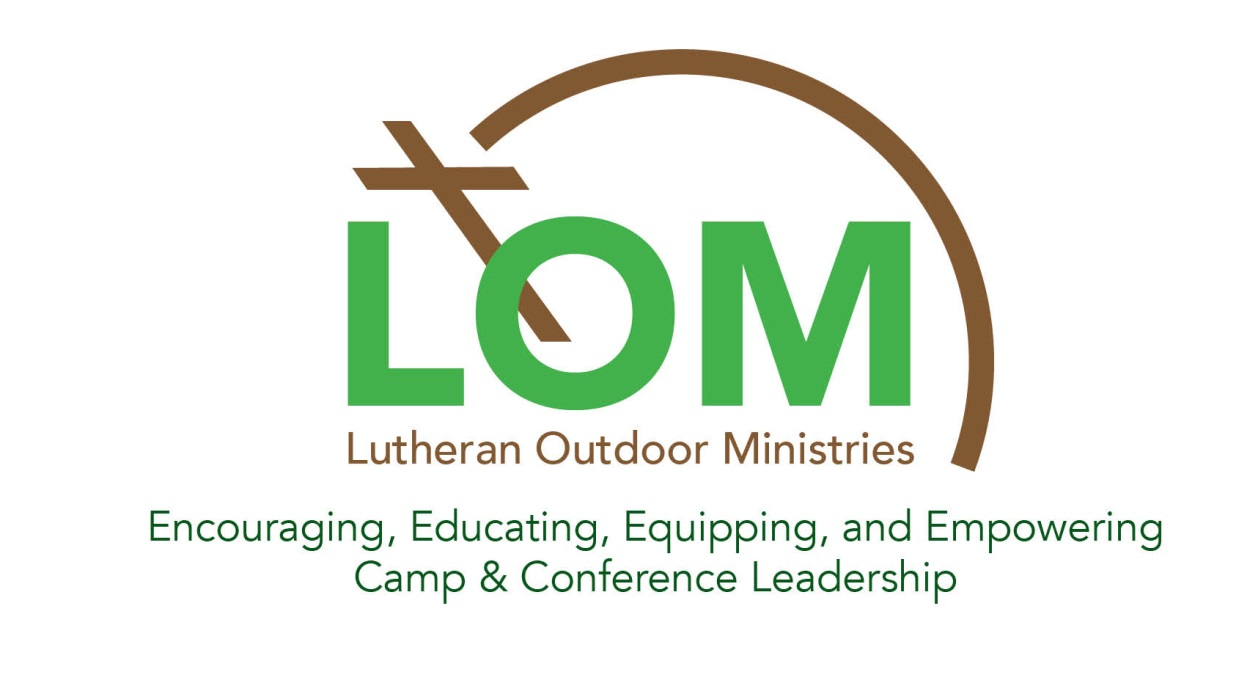 LOM
Lutheran Outdoor Ministries
Encouraging, Educating, Equipping, and Empowering
Camp & Conference Leadership